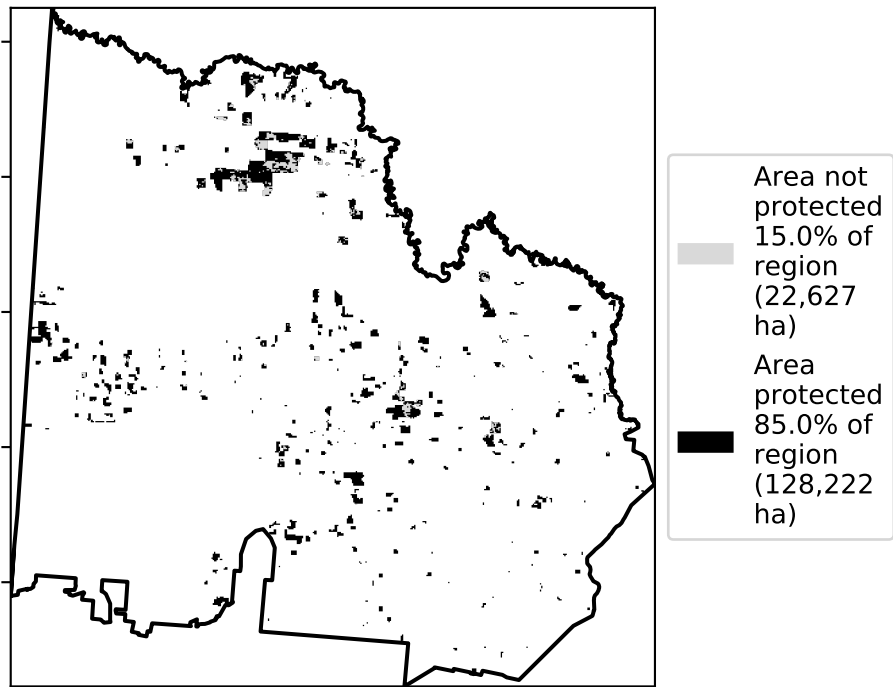 Area not
protected
15.0% of
region
(22,627
ha)
Area
protected
85.0% of
region
(128,222
ha)